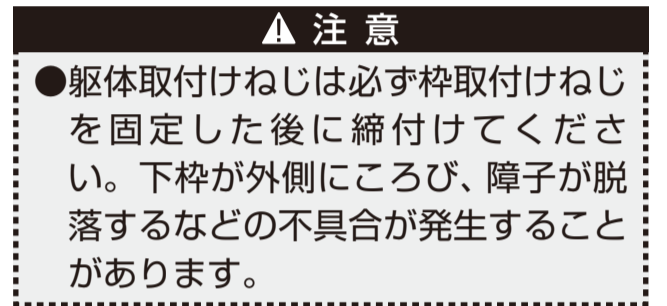 ⚠ 注 意
●躯体取付けねじは必ず枠取付けねじ
を固定した後に締付けてくださ
い。下枠が外側にころび、障子が脱
落するなどの不具合が発生すること
があります。